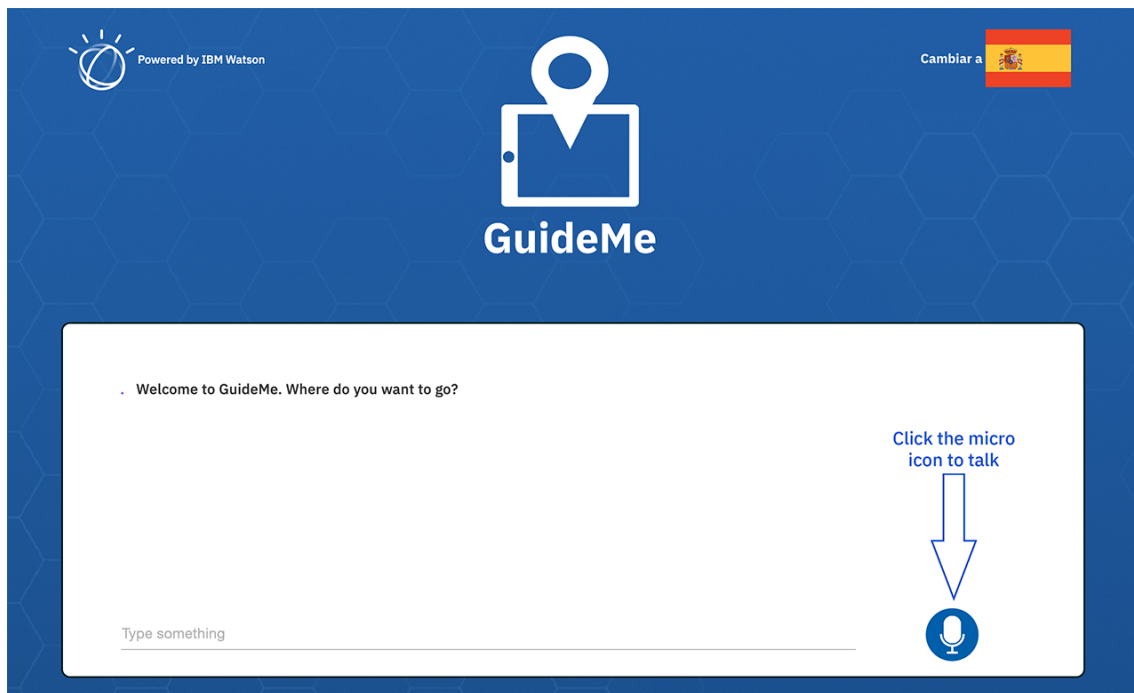 Powered by IBM Watson
Cambiar a
GuideMe
. Welcome to GuideMe. Where do you want to go?
Click the micro
icon to talk
Type something